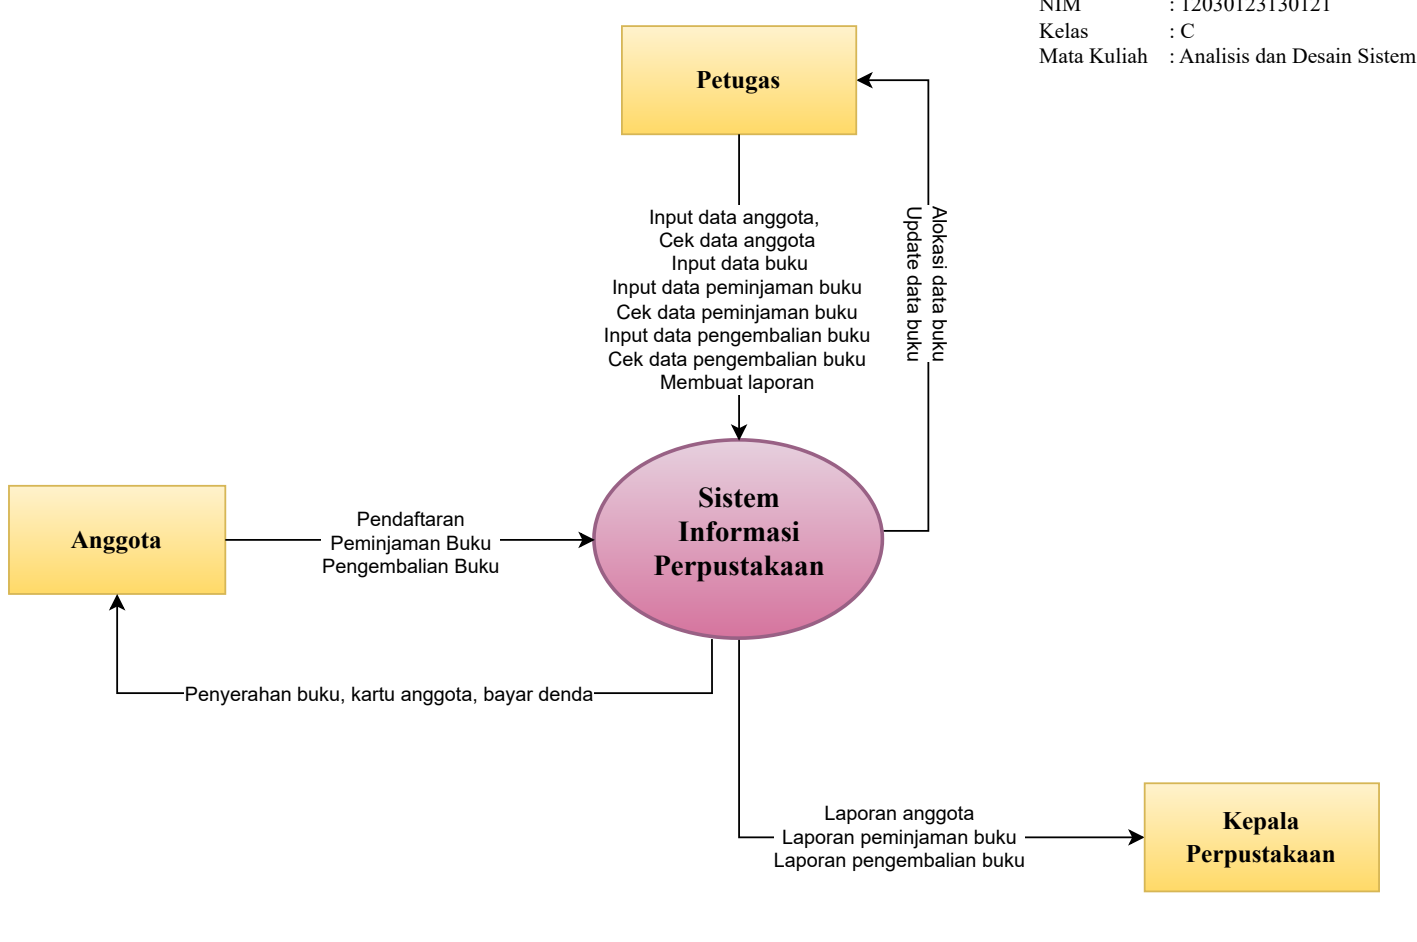 NIM : 12030123130121
Kelas : C
Mata Kuliah : Analisis dan Desain Sistem
Petugas
Input data anggota,
Cek data anggota
Input data buku
Input data peminjaman buku
Cek data peminjaman buku
Input data pengembalian buku
Cek data pengembalian buku
Membuat laporan
Alokasi data buku
Update data buku
Sistem
Informasi
Perpustakaan
Anggota
Pendaftaran
Peminjaman Buku
Pengembalian Buku
Penyerahan buku, kartu anggota, bayar denda
Laporan anggota
Laporan peminjaman buku
Laporan pengembalian buku
Kepala
Perpustakaan